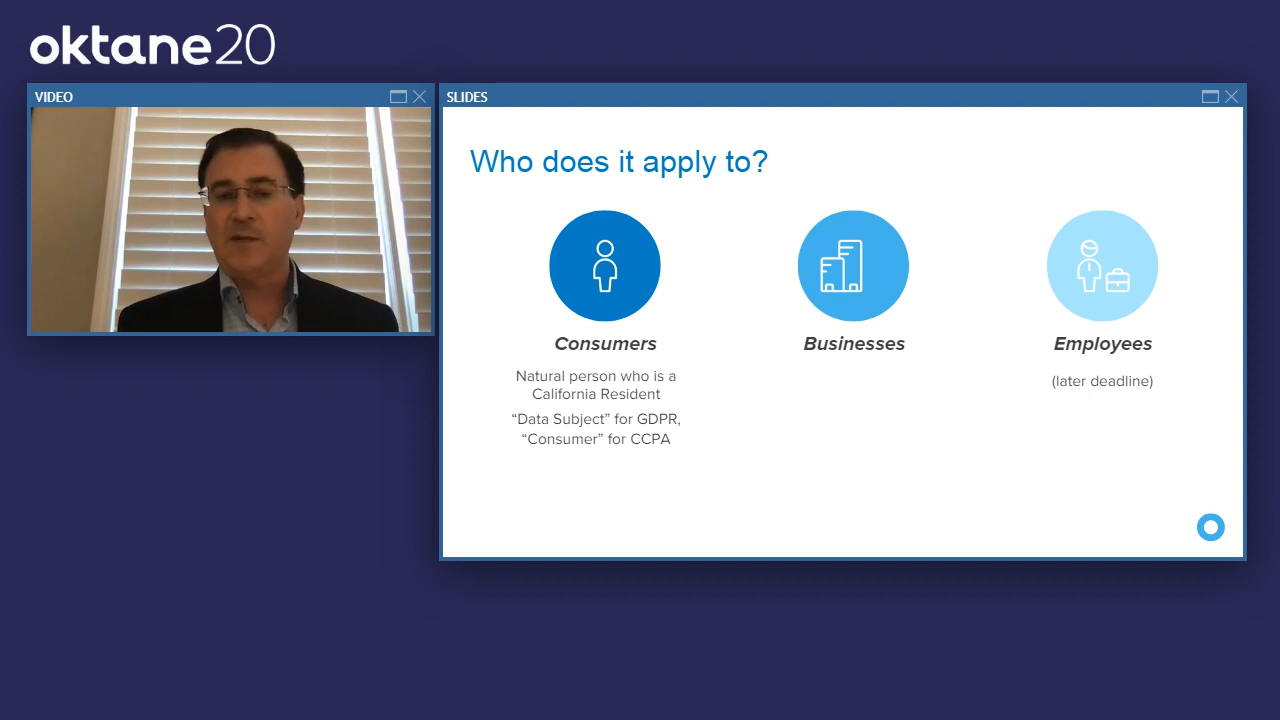 oktane20
VIDEO
SLIDES
Who does it apply to?
Consumers
Natural person who is a
California Resident
“Data Subject” for GDPR,
“Consumer” for CCPA
Businesses
Employees
(later deadline)